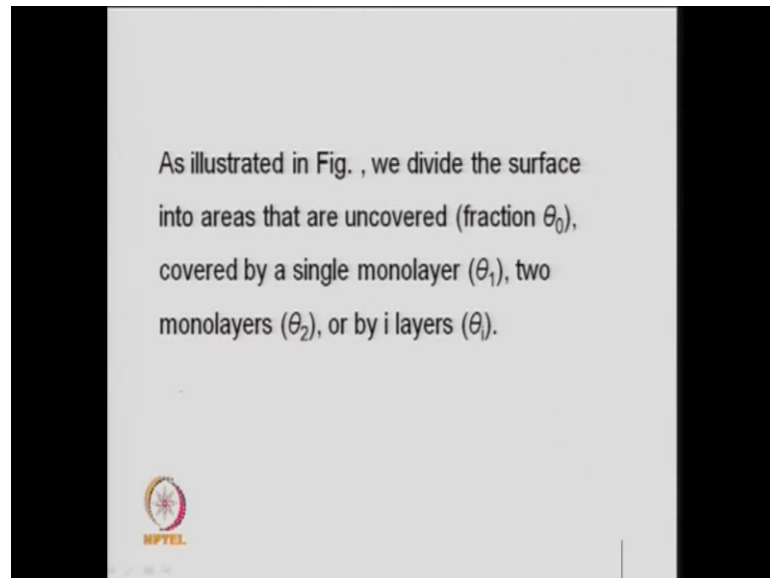 As illustrated in Fig. , we divide the surface
into areas that are uncovered (fraction θ₀),
covered by a single monolayer (θ₁), two
monolayers (θ₂), or by i layers (θᵢ).
NPTEL